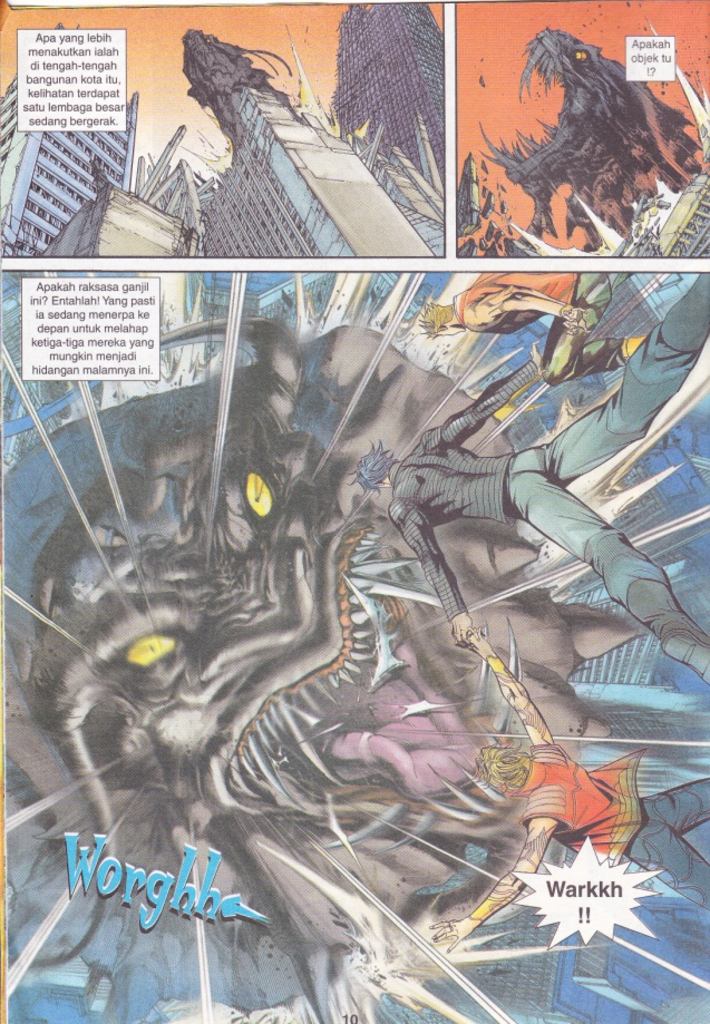 Apa yang lebih
menakutkan ialah
di tengah-tengah
bangunan kota itu,
kelihatan terdapat
satu lembaga besar
sedang bergerak.
Apakah
objek tu
!?
Apakah raksasa ganjil
ini? Entahlah! Yang pasti
ia sedang menerpa ke
depan untuk melahap
ketiga-tiga mereka yang
mungkin menjadi
hidangan malamnya ini.
Worghh
Warkkh
!!
10